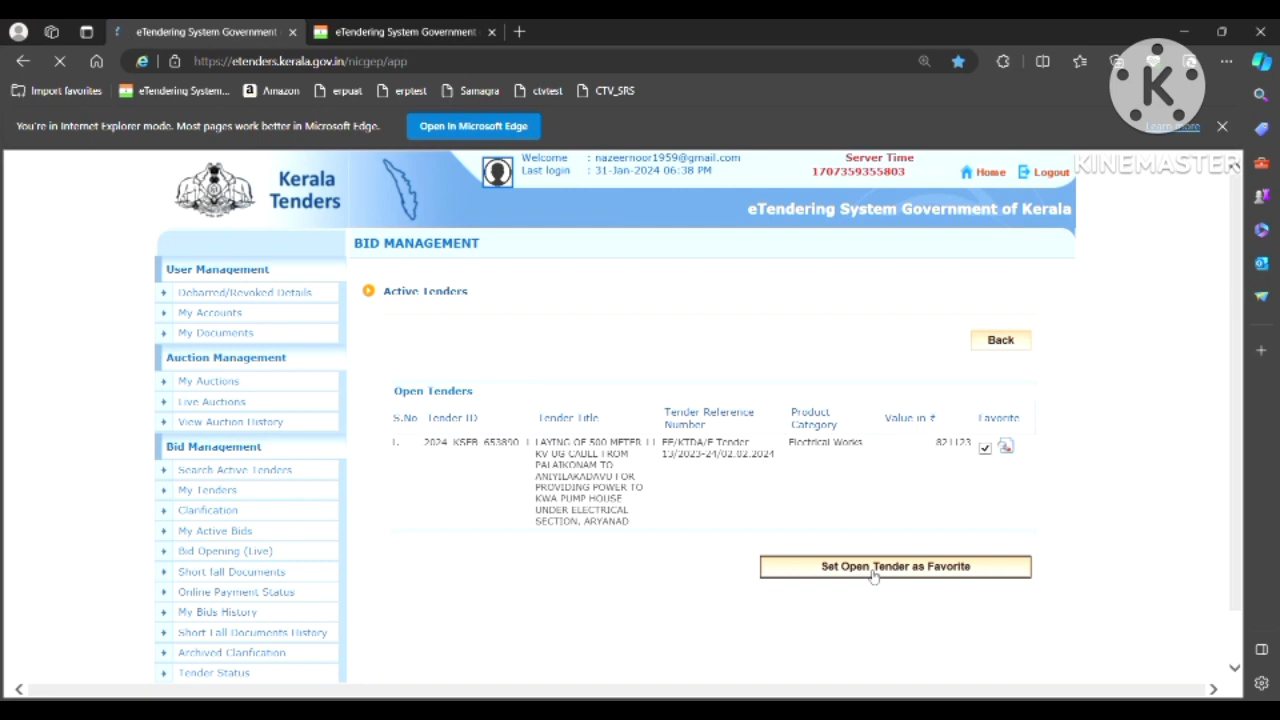 eTendering System Government
eTendering System Government
https://etenders.kerala.gov.in/nicgep/app
Import favorites
eTendering System...
Amazon
erpuat
erptest
Samagra
ctvtest
CTV_SRS
You're in Internet Explorer mode. Most pages work better in Microsoft Edge.
Open in Microsoft Edge
Learn more
K
KINEMASTER
Kerala
Tenders
Welcome : nazeernoor1959@gmail.com
Last login : 31-Jan-2024 06:38 PM
Server Time
1707359355803
Home
Logout
eTendering System Government of Kerala
BID MANAGEMENT
User Management
Debarred/Revoked Details
My Accounts
My Documents
Auction Management
My Auctions
Live Auctions
View Auction History
Bid Management
Search Active Tenders
My Tenders
Clarification
My Active Bids
Bid Opening (Live)
Short fall Documents
Online Payment Status
My Bids History
Short Fall Documents History
Archived Clarification
Tender Status
Active Tenders
Back
Open Tenders
S.No Tender ID Tender Title Tender Reference Number Product Category Value in ₹ Favorite
1. 2024_KSEB_653890_1
LAYING OF 500 METER 11
KV UG CABLE FROM
PALAIKONAM TO
ANIYILAKADAVU FOR
PROVIDING POWER TO
KWA PUMP HOUSE
UNDER ELECTRICAL
SECTION, ARYANAD
EE/KTDA/E Tender
13/2023-24/02.02.2024
Electrical Works
821123
Set Open Tender as Favorite